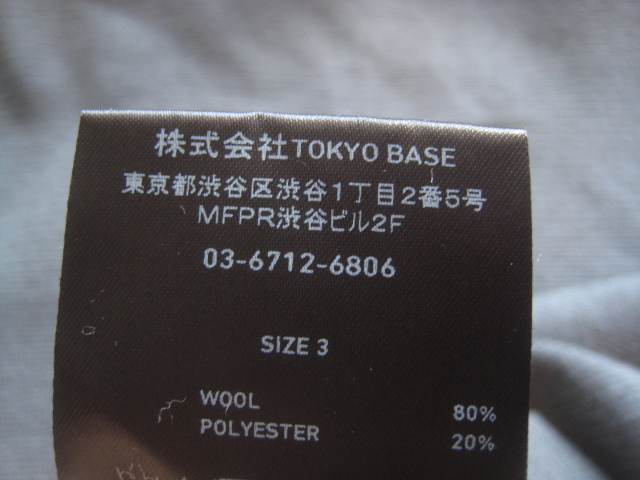 株式会社TOKYO BASE
東京都渋谷区渋谷1丁目2番5号
MFPR渋谷ビル2F
03-6712-6806
SIZE 3
WOOL 80%
POLYESTER 20%